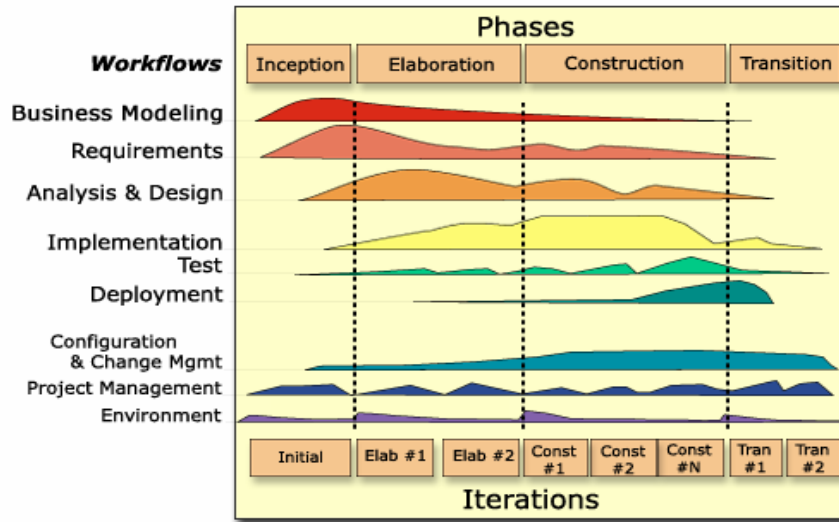 Phases
Workflows
Inception
Elaboration
Construction
Transition
Business Modeling
Requirements
Analysis & Design
Implementation
Test
Deployment
Configuration
& Change Mgmt
Project Management
Environment
Initial
Elab #1
Elab #2
Const
#1
Const
#2
Const
#N
Tran
#1
Tran
#2
Iterations